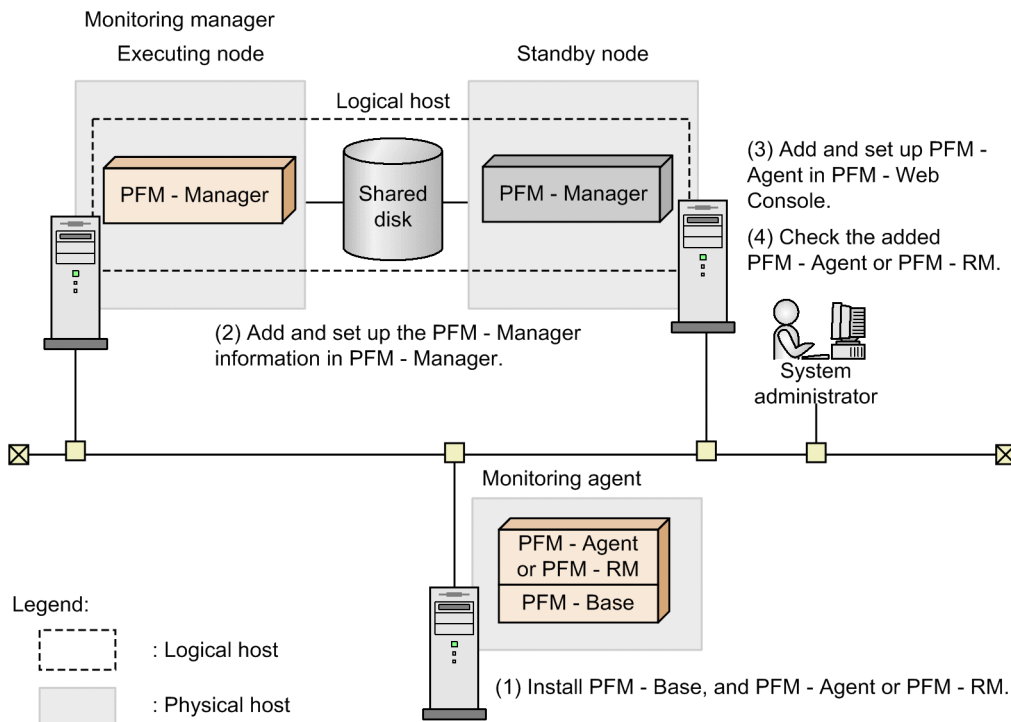 Monitoring manager
Executing node
Standby node
Logical host
PFM - Manager
Shared
disk
PFM - Manager
(3) Add and set up PFM -
Agent in PFM - Web
Console.
(4) Check the added
PFM - Agent or PFM - RM.
(2) Add and set up the PFM - Manager
information in PFM - Manager.
System
administrator
Monitoring agent
PFM - Agent
or PFM - RM
PFM - Base
Legend:
: Logical host
: Physical host
(1) Install PFM - Base, and PFM - Agent or PFM - RM.